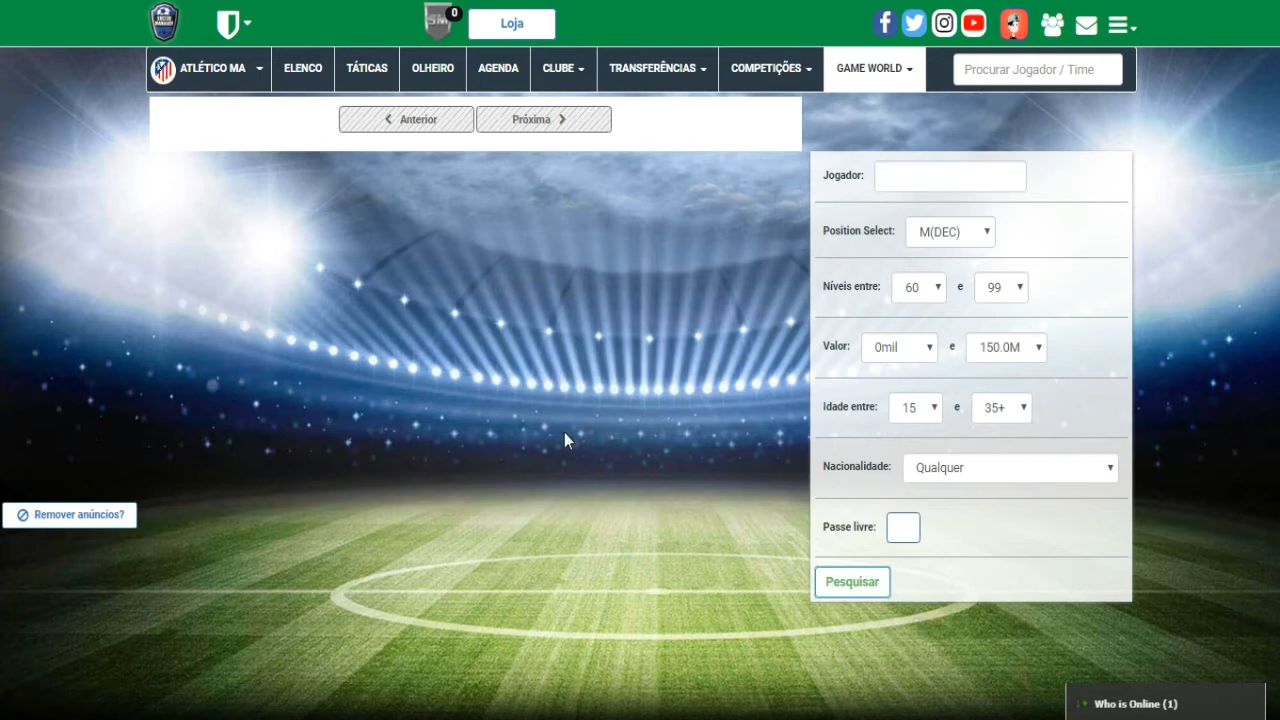 SM 0 Loja
ATLÉTICO MA ELENCO TÁTICAS OLHEIRO AGENDA CLUBE TRANSFERÊNCIAS COMPETIÇÕES GAME WORLD Procurar Jogador / Time
Anterior Próxima
Jogador:
Position Select: M(DEC)
Níveis entre: 60 e 99
Valor: 0mil e 150.0M
Idade entre: 15 e 35+
Nacionalidade: Qualquer
Remover anúncios?
Passe livre:
Pesquisar
Who is Online (1)